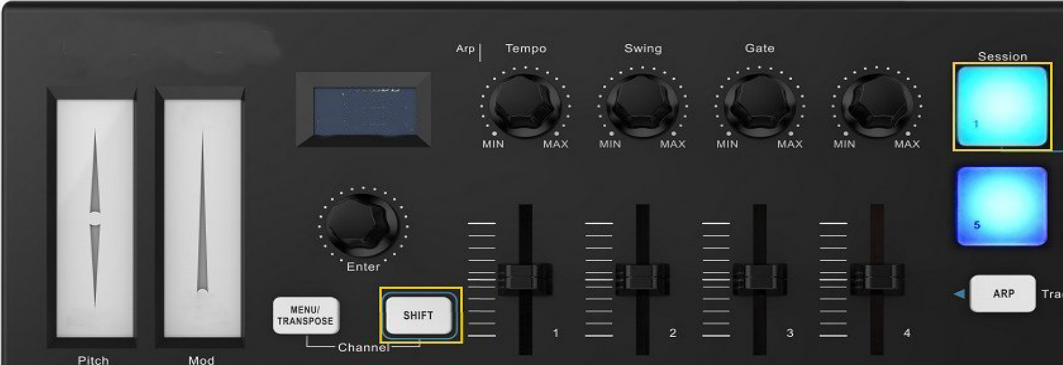 Arp
Tempo
Swing
Gate
Session
MIN
MAX
MIN
MAX
MIN
MAX
MIN
MAX
1
5
Enter
MENU/
TRANSPOSE
SHIFT
Channel
1
2
3
4
ARP
Pitch
Mod